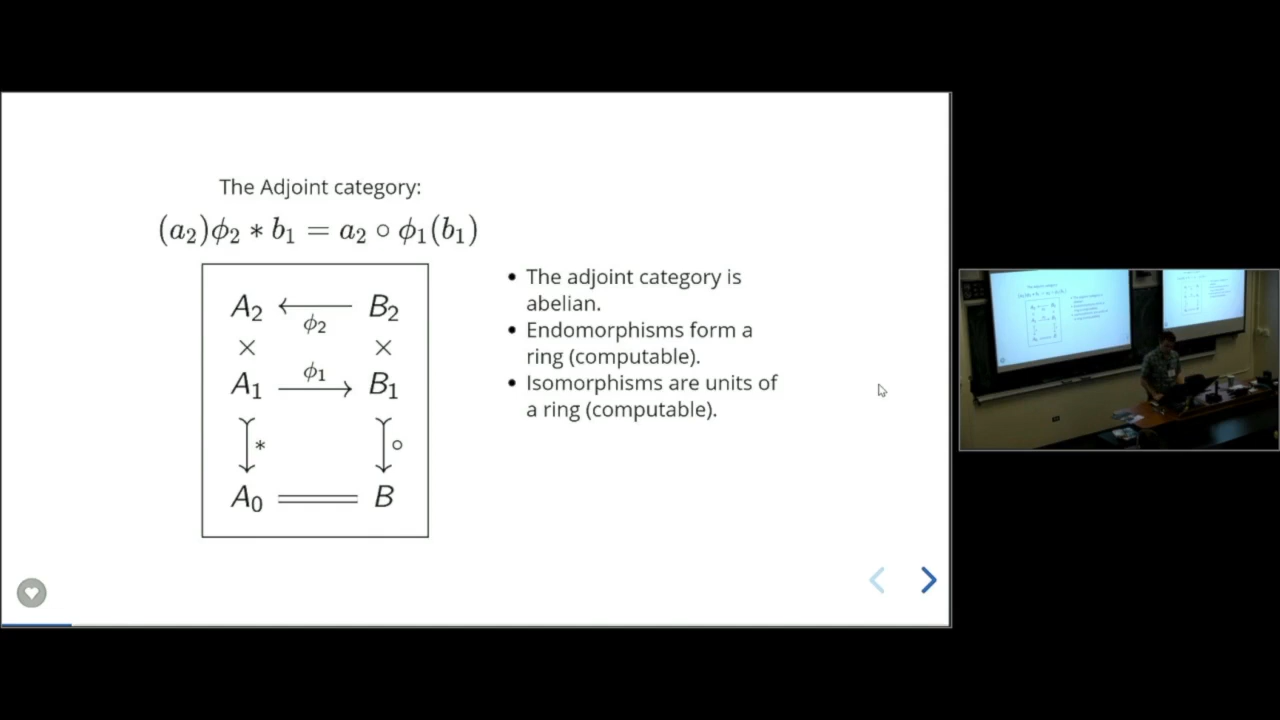 The Adjoint category:
(a₂)ϕ₂ ∗ b₁ = a₂ ∘ ϕ₁(b₁)
A₂ ⟵ B₂
ϕ₂
× ×
ϕ₁
A₁ ⟶ B₁
∗ ∘
A₀ = B
• The adjoint category is
abelian.
• Endomorphisms form a
ring (computable).
• Isomorphisms are units of
a ring (computable).